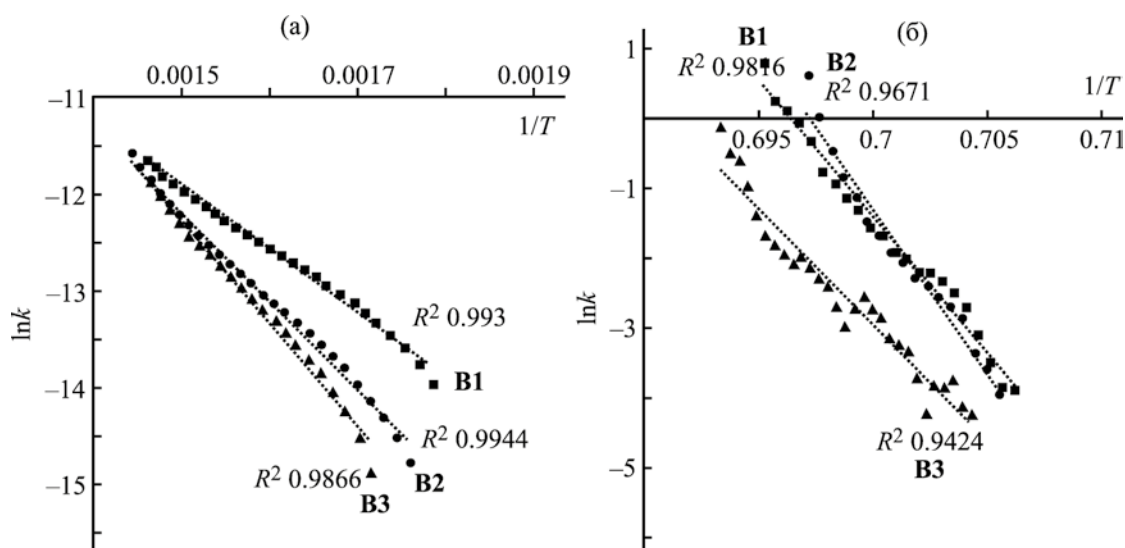 (а)
0.0015 0.0017 0.0019
−11
1/T
−12
−13
−14
−15
lnk
R² 0.993
B1
R² 0.9944
B2
R² 0.9866
B3
(б)
B1
B2
1
R² 0.9816
R² 0.9671
1/T
0.695 0.7 0.705 0.71
−1
−3
−5
lnk
R² 0.9424
B3